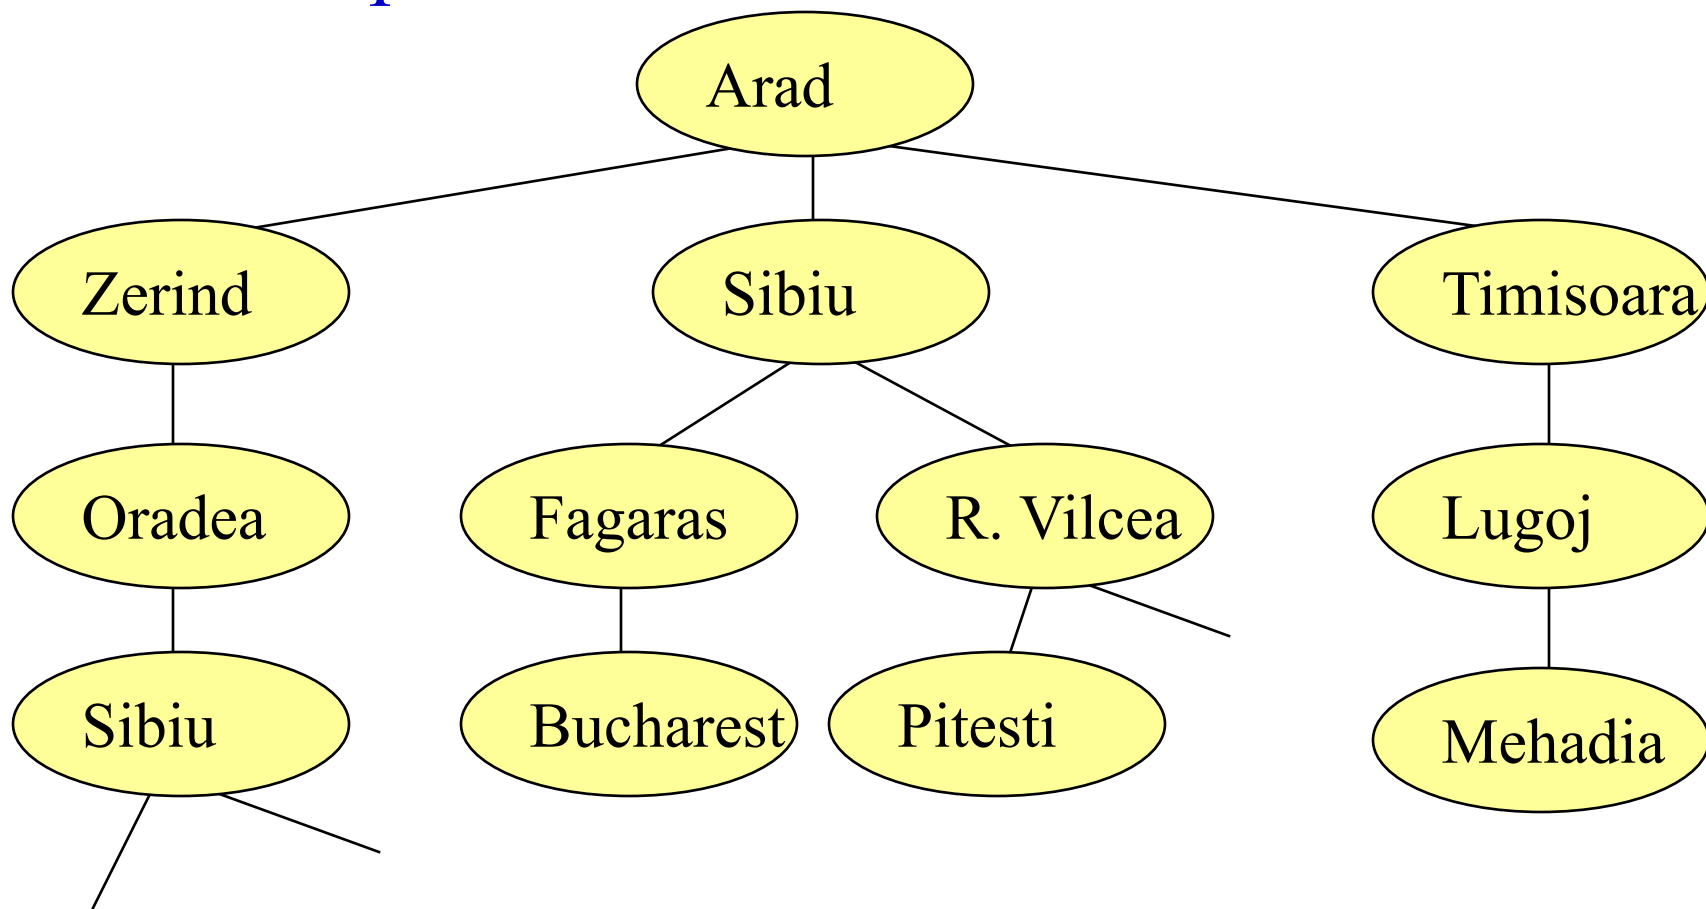 Arad
Zerind
Sibiu
Timisoara
Oradea
Fagaras
R. Vilcea
Lugoj
Sibiu
Bucharest
Pitesti
Mehadia